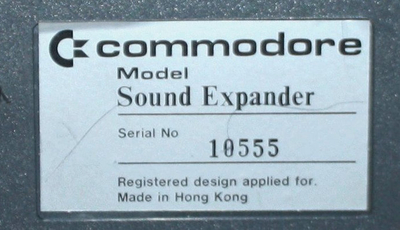 commodore
Model
Sound Expander
Serial No
10555
Registered design applied for.
Made in Hong Kong